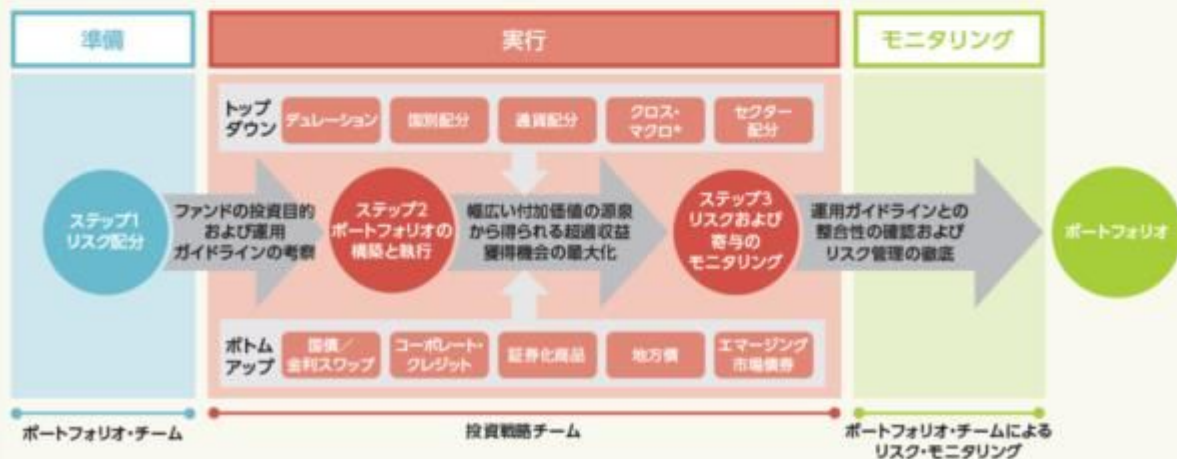 準備
実行
モニタリング
トップ
ダウン
デュレーション
国別配分
通貨配分
クロス・
マクロ*
セクター
配分
ステップ1
リスク配分
ファンドの投資目的
および運用
ガイドラインの考察
ステップ2
ポートフォリオの
構築と執行
幅広い付加価値の源泉
から得られる超過収益
獲得機会の最大化
ステップ3
リスクおよび
寄与の
モニタリング
運用ガイドラインとの
整合性の確認および
リスク管理の徹底
ポートフォリオ
ボトム
アップ
国債／
金利スワップ
コーポレート・
クレジット
証券化商品
地方債
エマージング
市場債券
ポートフォリオ・チーム
投資戦略チーム
ポートフォリオ・チームによる
リスク・モニタリング